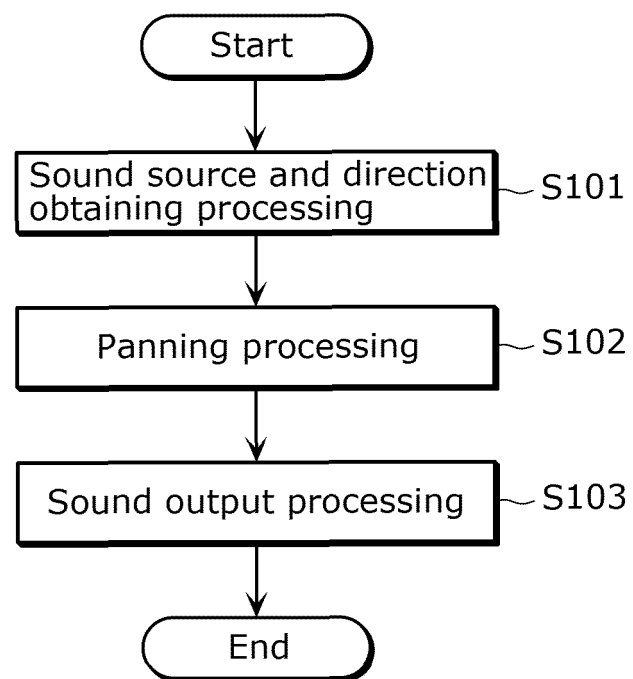 Start
Sound source and direction
obtaining processing
S101
Panning processing
S102
Sound output processing
S103
End